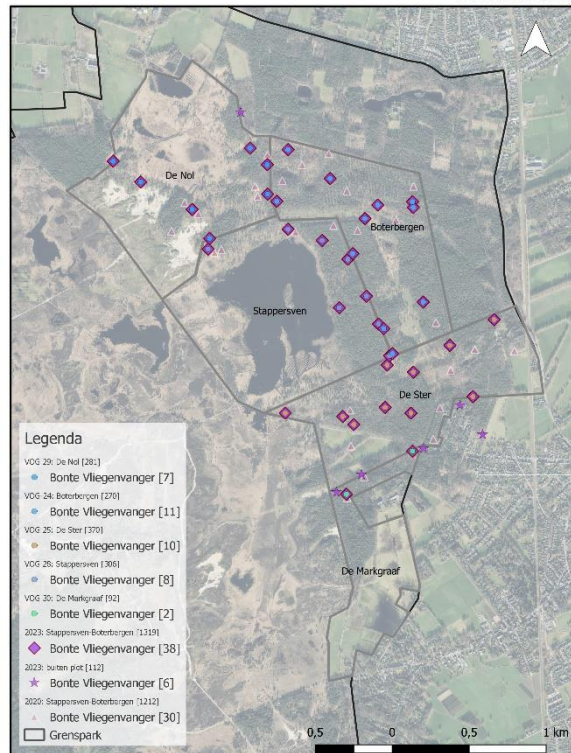 De Nol
Boterbergen
Stappersven
De Ster
De Markgraaf
Legenda
VOG 29: De Nol [281]
Bonte Vliegenvanger [7]
VOG 24: Boterbergen [270]
Bonte Vliegenvanger [11]
VOG 25: De Ster [370]
Bonte Vliegenvanger [10]
VOG 28: Stappersven [306]
Bonte Vliegenvanger [8]
VOG 30: De Markgraaf [92]
Bonte Vliegenvanger [2]
2023: Stappersven-Boterbergen [1319]
Bonte Vliegenvanger [38]
2023: buiten plot [112]
Bonte Vliegenvanger [6]
2020: Stappersven-Boterbergen [1212]
Bonte Vliegenvanger [30]
Grenspark
0,5 0 0,5 1 km